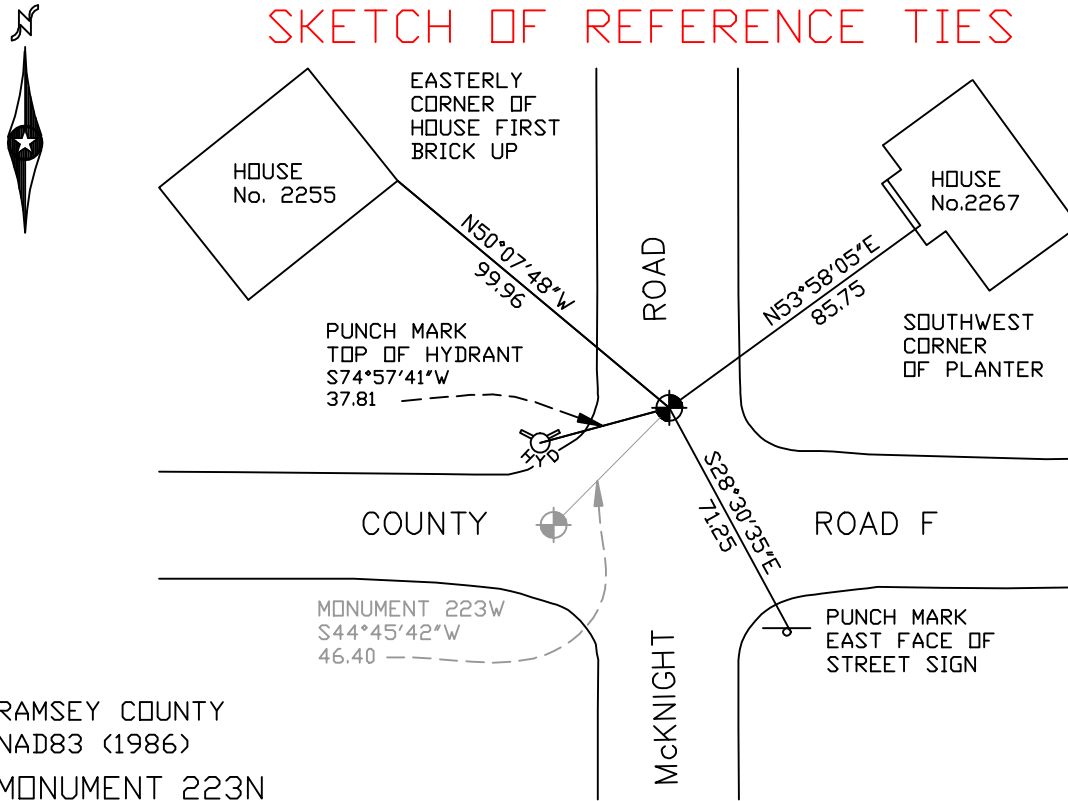 N
SKETCH OF REFERENCE TIES
EASTERLY
CORNER OF
HOUSE FIRST
BRICK UP
HOUSE
No. 2255
HOUSE
No.2267
N50°07'48"W
99.96
ROAD
N53°58'05"E
85.75
PUNCH MARK
TOP OF HYDRANT
S74°57'41"W
37.81
SOUTHWEST
CORNER
OF PLANTER
HYD
S28°30'35"E
71.25
COUNTY
ROAD F
MONUMENT 223W
S44°45'42"W
46.40
McKNIGHT
PUNCH MARK
EAST FACE OF
STREET SIGN
RAMSEY COUNTY
NAD83 (1986)
MONUMENT 223N